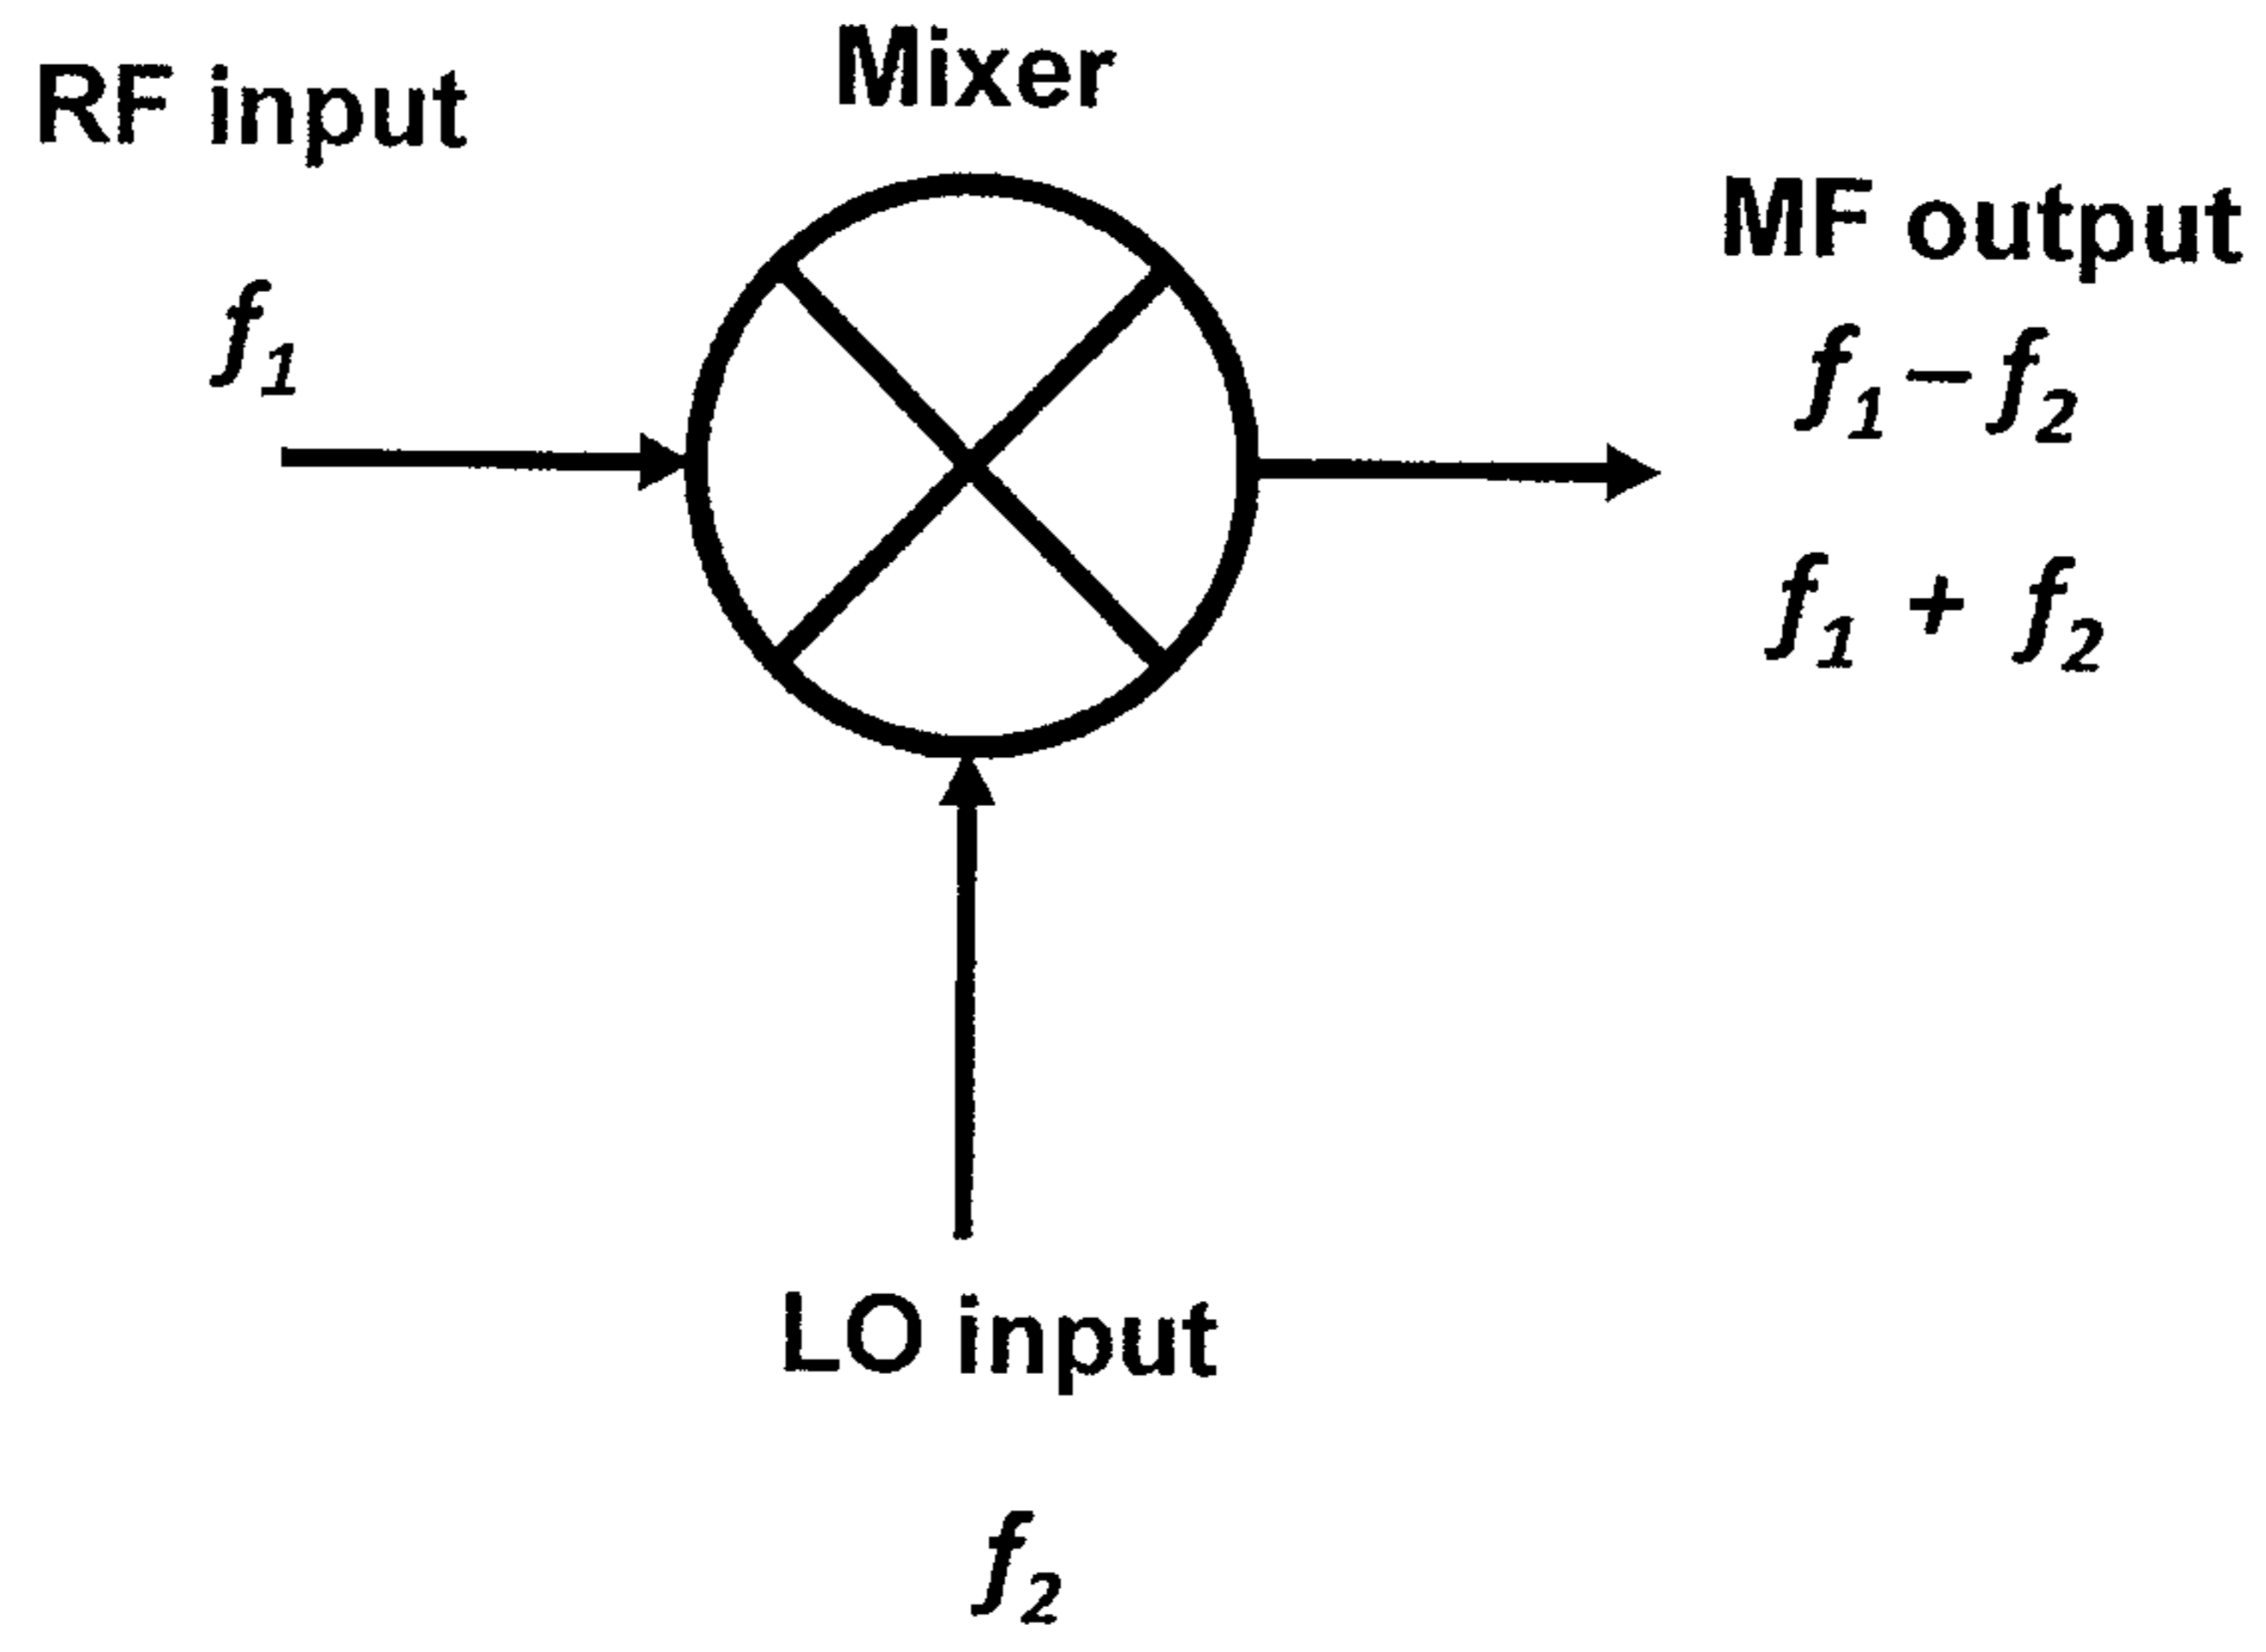 Mixer
RF input
f1
MF output
f1 – f2
f1 + f2
LO input
f2